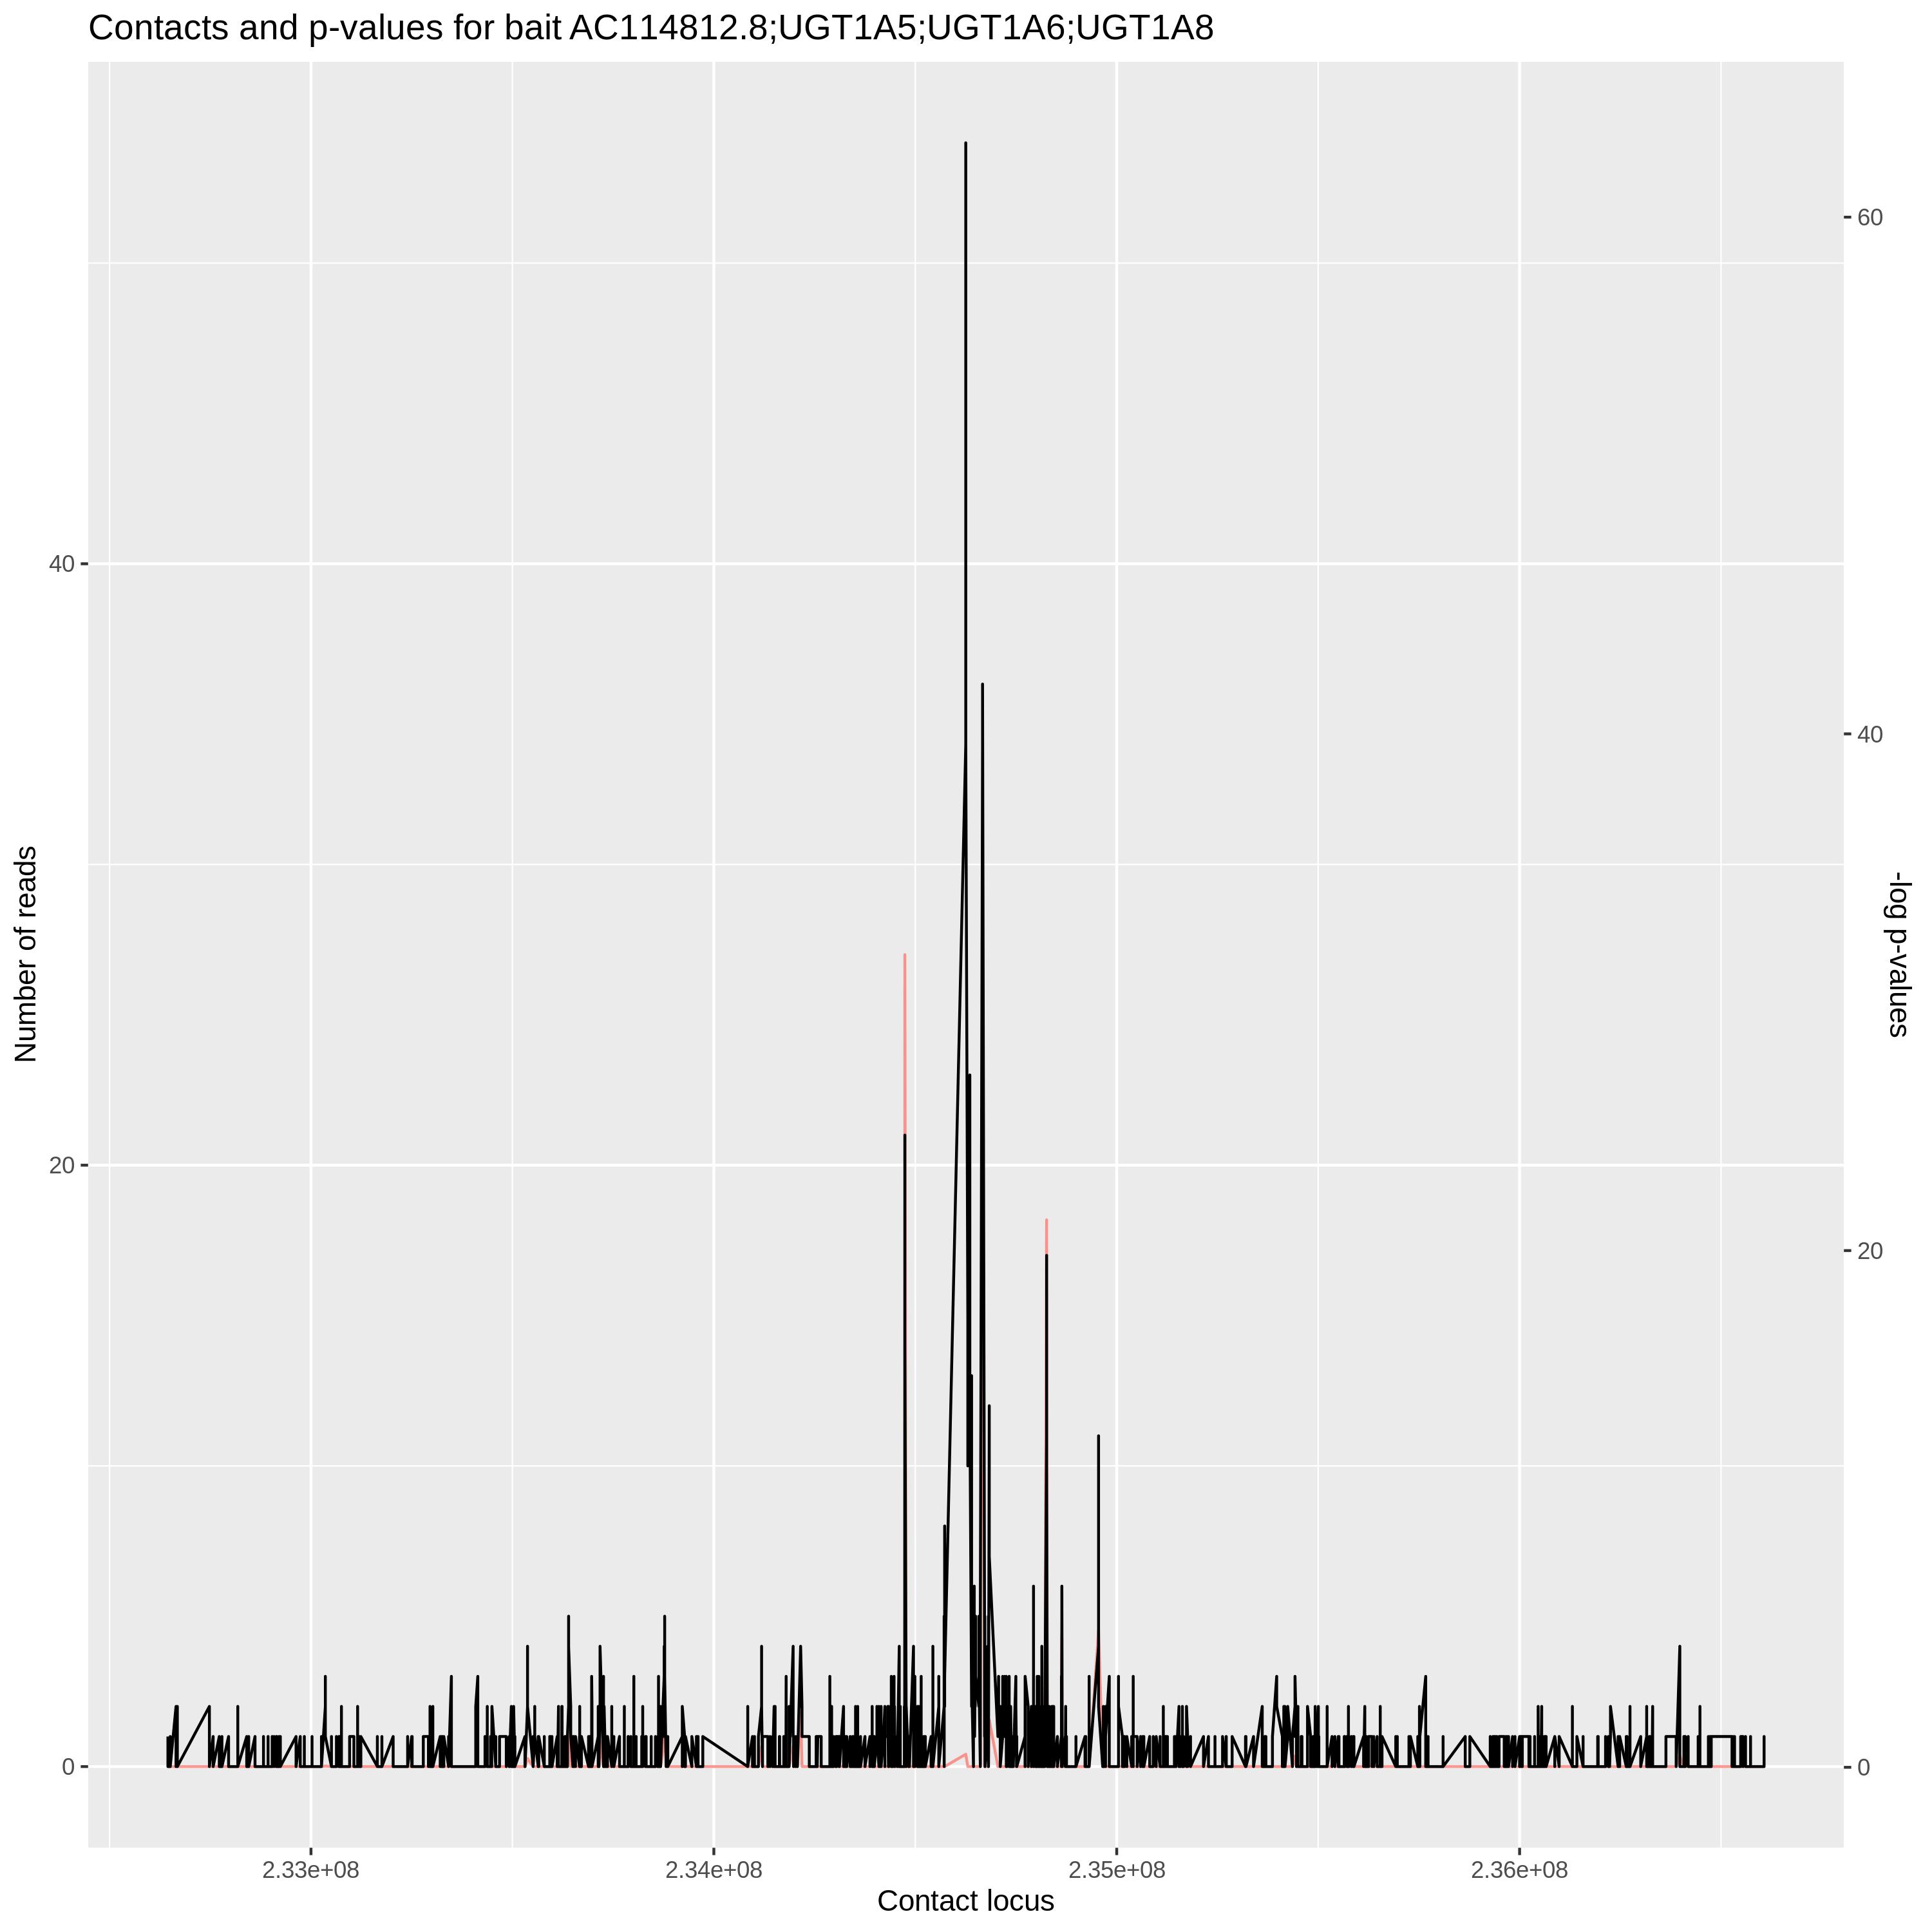 Contacts and p-values for bait AC114812.8;UGT1A5;UGT1A6;UGT1A8
60
40
40
Number of reads
-log p-values
20
20
0
0
2.33e+08
2.34e+08
2.35e+08
2.36e+08
Contact locus